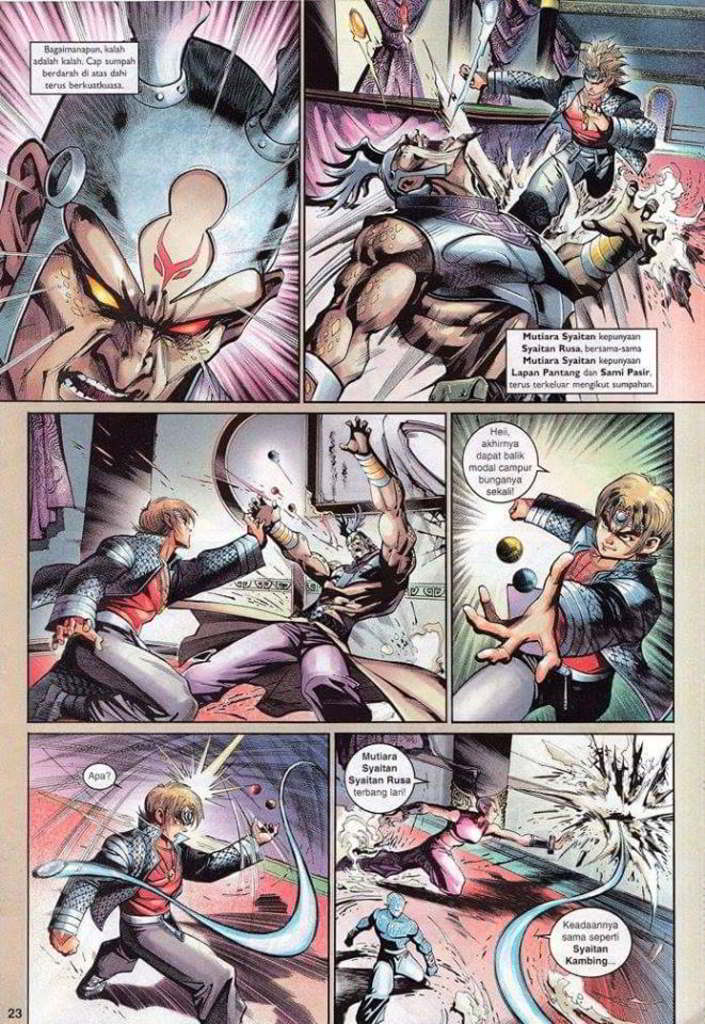 Bagaimanapun, kalah
adalah kalah. Cap sumpah
berdarah di atas dahi
terus berkuatkuasa.
Mutiara Syaitan kepunyaan
Syaitan Rusa, bersama-sama
Mutiara Syaitan kepunyaan
Lapan Pantang dan Sami Pasir,
terus terkeluar mengikut sumpahan.
Heii,
akhirnya
dapat balik
modal campur
bunganya
sekali!
Apa?
Mutiara
Syaitan
Syaitan Rusa
terbang lari!
Keadaannya
sama seperti
Syaitan
Kambing...
23